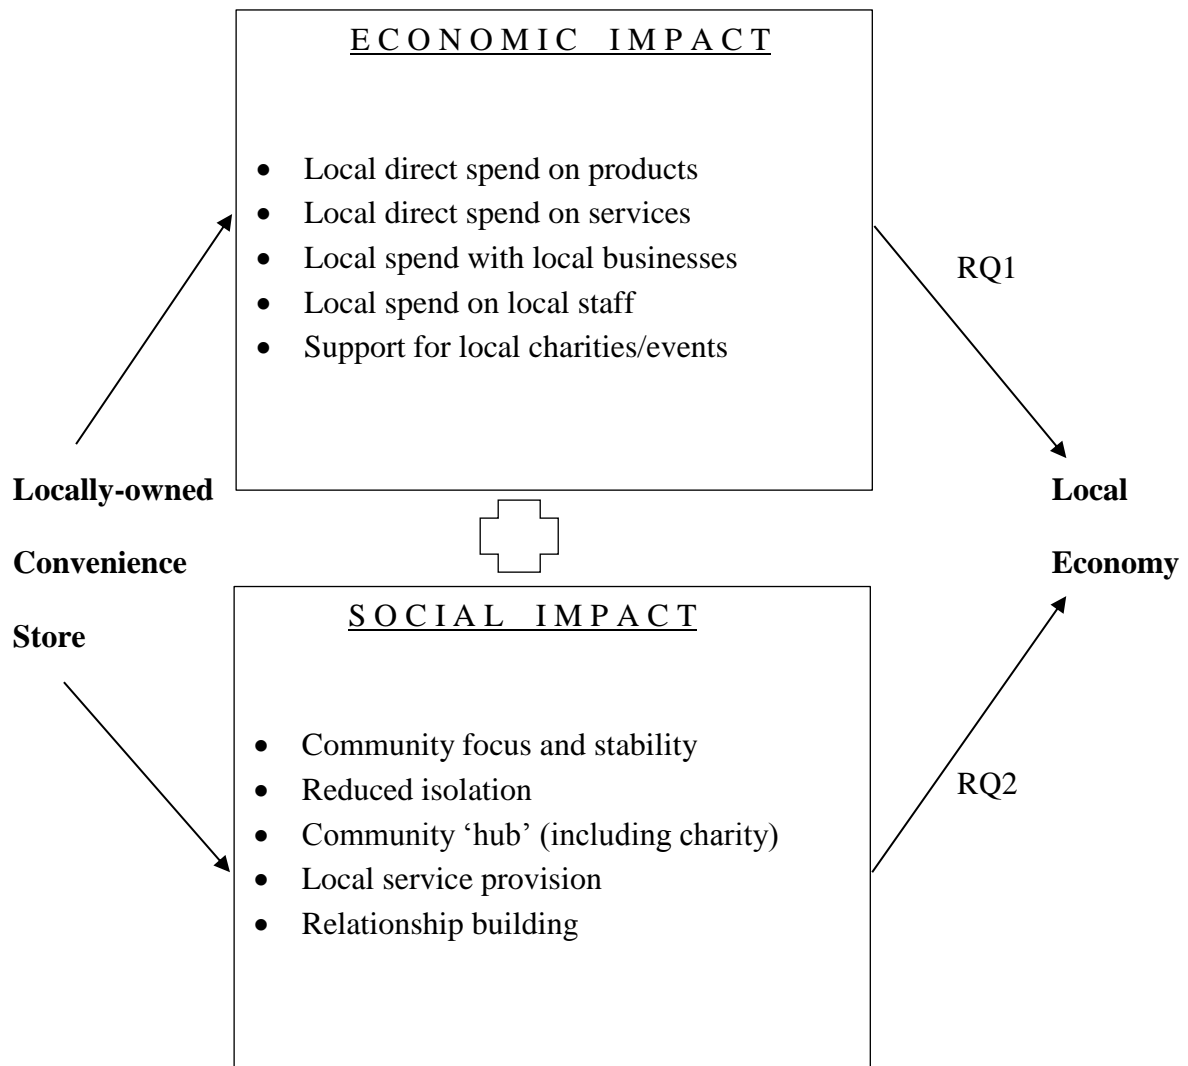 ECONOMIC IMPACT
• Local direct spend on products
• Local direct spend on services
• Local spend with local businesses
• Local spend on local staff
• Support for local charities/events
RQ1
Locally-owned
Convenience
Store
Local
Economy
SOCIAL IMPACT
• Community focus and stability
• Reduced isolation
• Community ‘hub’ (including charity)
• Local service provision
• Relationship building
RQ2